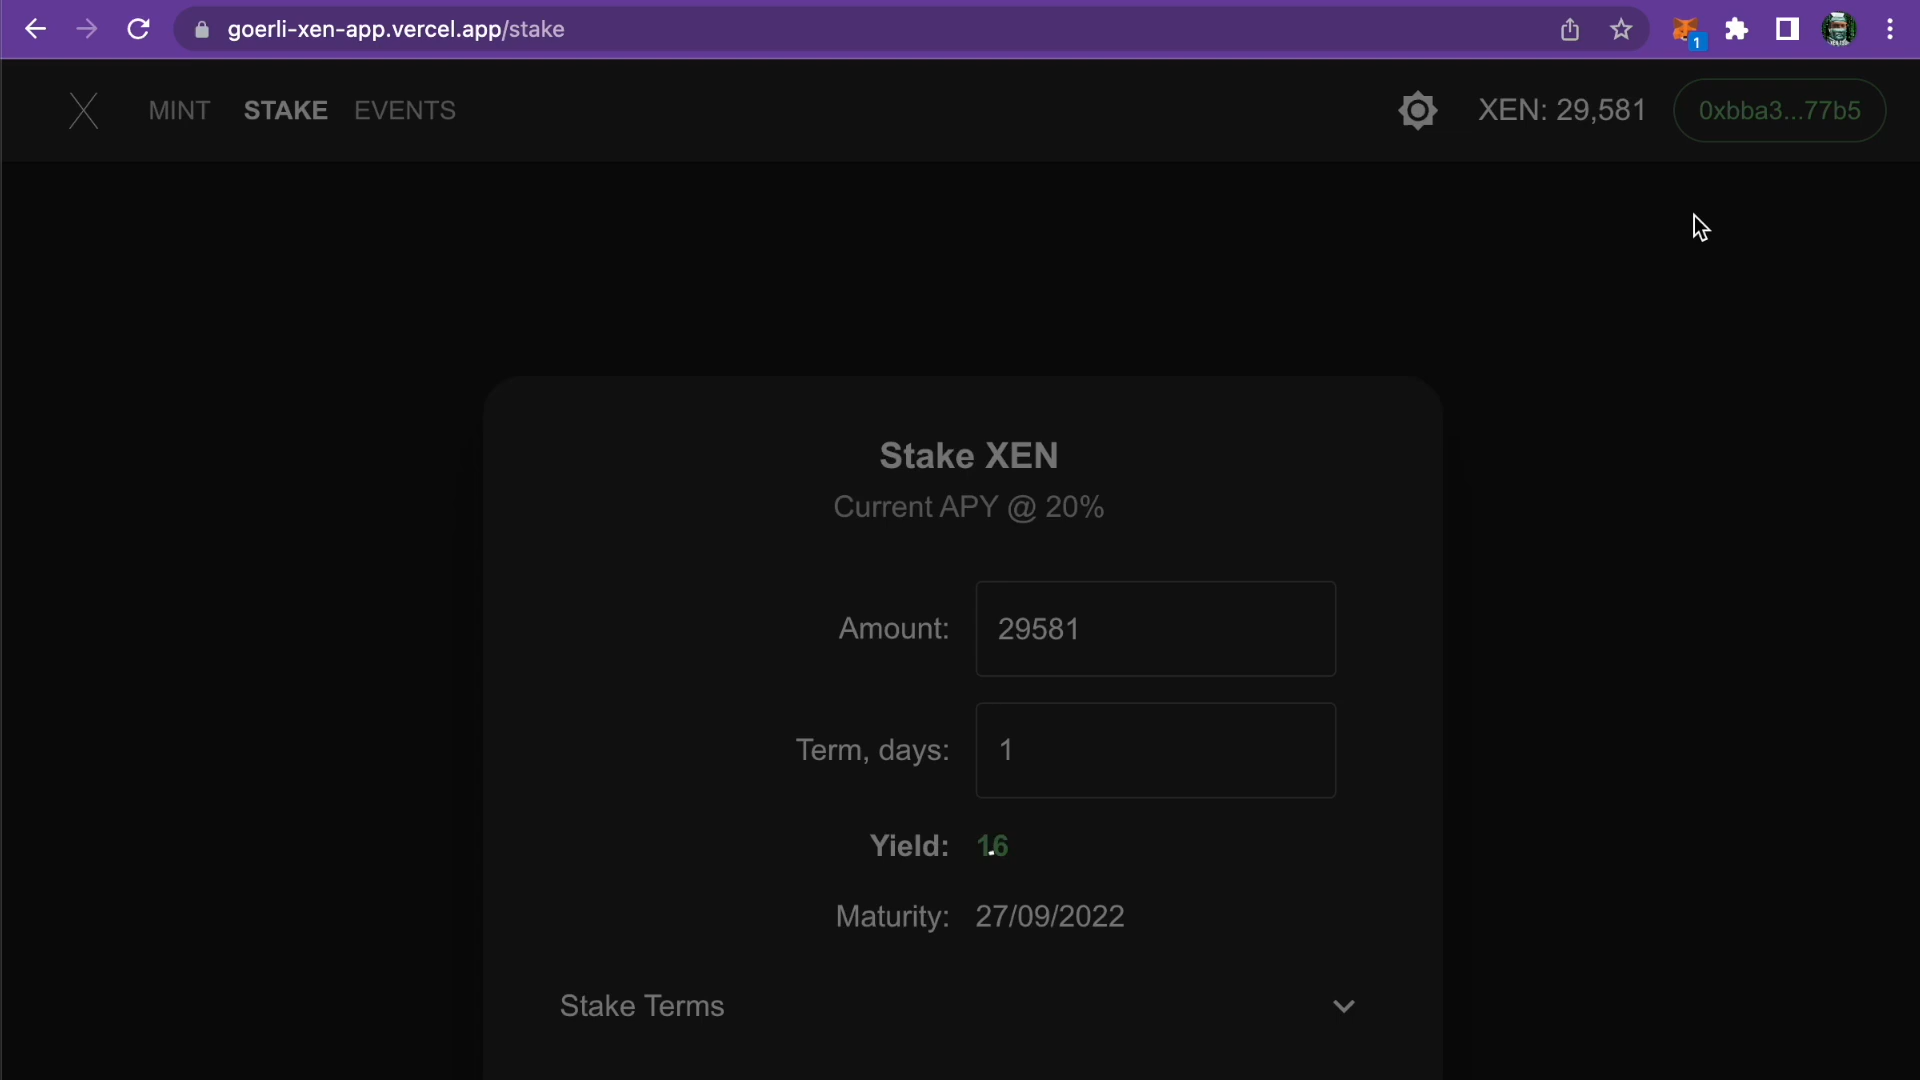 goerli-xen-app.vercel.app/stake
1
MINT STAKE EVENTS
XEN: 29,581
0xbba3...77b5
Stake XEN
Current APY @ 20%
Amount: 29581
Term, days: 1
Yield: 16
Maturity: 27/09/2022
Stake Terms